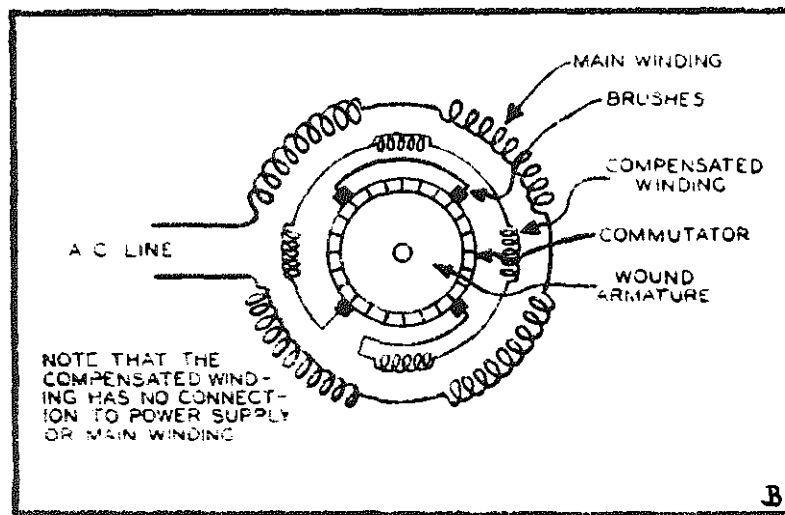 MAIN WINDING
BRUSHES
COMPENSATED
WINDING
COMMUTATOR
WOUND
ARMATURE
A C LINE
NOTE THAT THE
COMPENSATED WIND-
ING HAS NO CONNECT-
ION TO POWER SUPPLY
OR MAIN WINDING
B